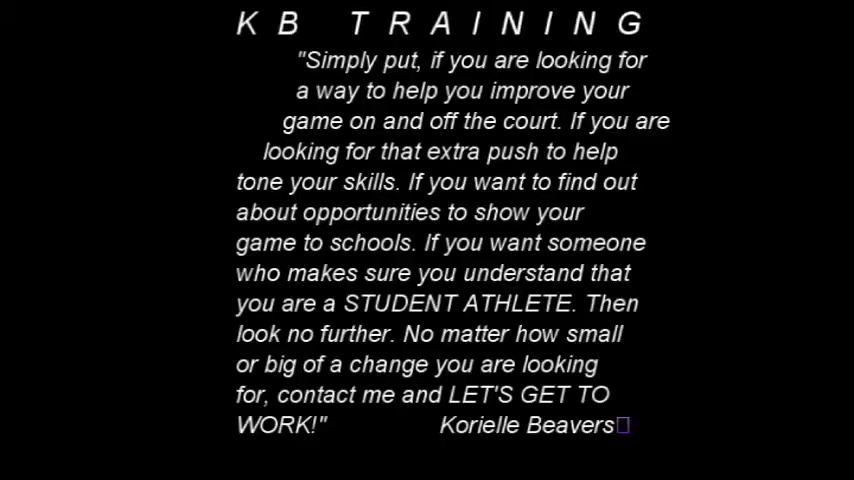 KB TRAINING
"Simply put, if you are looking for
a way to help you improve your
game on and off the court. If you are
looking for that extra push to help
tone your skills. If you want to find out
about opportunities to show your
game to schools. If you want someone
who makes sure you understand that
you are a STUDENT ATHLETE. Then
look no further. No matter how small
or big of a change you are looking
for, contact me and LET'S GET TO
WORK!" Korielle Beavers